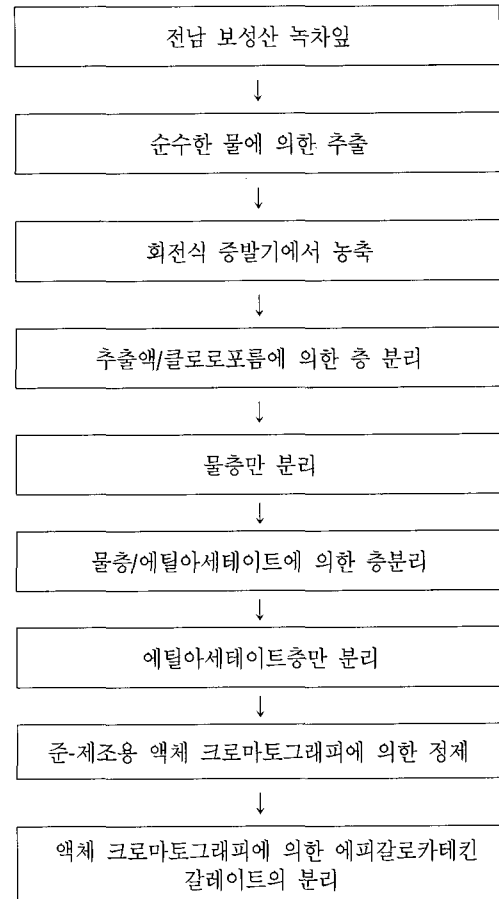 전남 보성산 녹차잎
↓
순수한 물에 의한 추출
↓
회전식 증발기에서 농축
↓
추출액/클로로포름에 의한 층 분리
↓
물층만 분리
↓
물층/에틸아세테이트에 의한 층분리
↓
에틸아세테이트층만 분리
↓
준-제조용 액체 크로마토그래피에 의한 정제
↓
액체 크로마토그래피에 의한 에피갈로카테킨
갈레이트의 분리